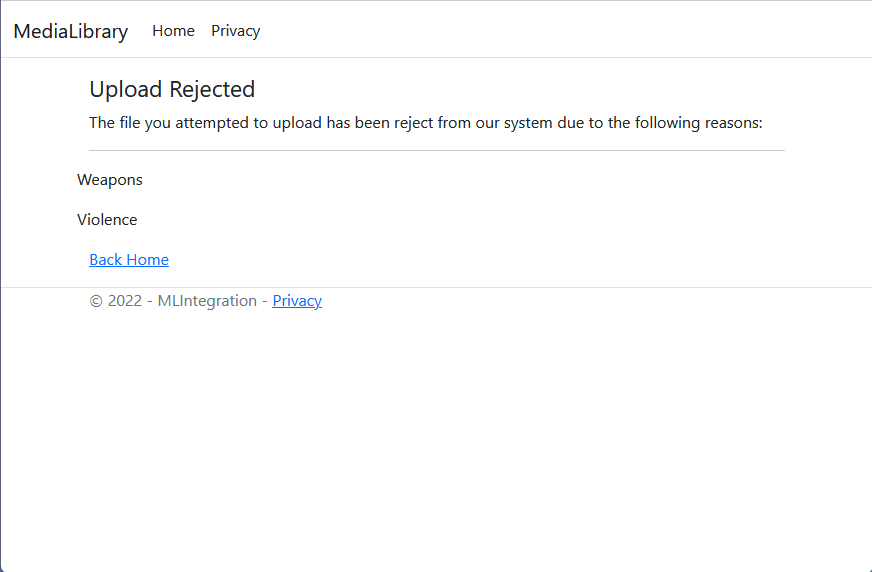 MediaLibrary Home Privacy
Upload Rejected
The file you attempted to upload has been reject from our system due to the following reasons:
Weapons
Violence
Back Home
© 2022 - MLIntegration - Privacy